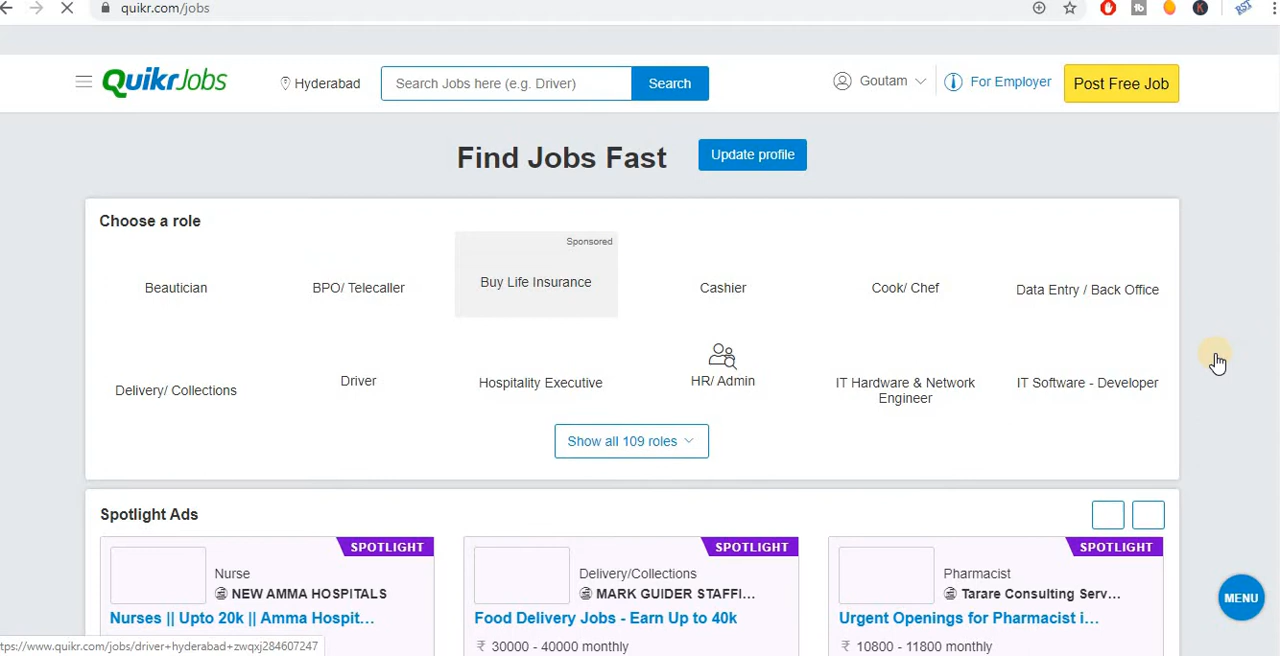 quikr.com/jobs
QuikrJobs
Hyderabad
Search Jobs here (e.g. Driver)
Search
Goutam
For Employer
Post Free Job
Find Jobs Fast
Update profile
Choose a role
Sponsored
Beautician
BPO/ Telecaller
Buy Life Insurance
Cashier
Cook/ Chef
Data Entry / Back Office
Delivery/ Collections
Driver
Hospitality Executive
HR/ Admin
IT Hardware & Network
Engineer
IT Software - Developer
Show all 109 roles
Spotlight Ads
SPOTLIGHT
Nurse
NEW AMMA HOSPITALS
Nurses || Upto 20k || Amma Hospit...
SPOTLIGHT
Delivery/Collections
MARK GUIDER STAFFI...
Food Delivery Jobs - Earn Up to 40k
₹ 30000 - 40000 monthly
SPOTLIGHT
Pharmacist
Tarare Consulting Serv...
Urgent Openings for Pharmacist i...
₹ 10800 - 11800 monthly
MENU
tps://www.quikr.com/jobs/driver+hyderabad+zwqxj284607247